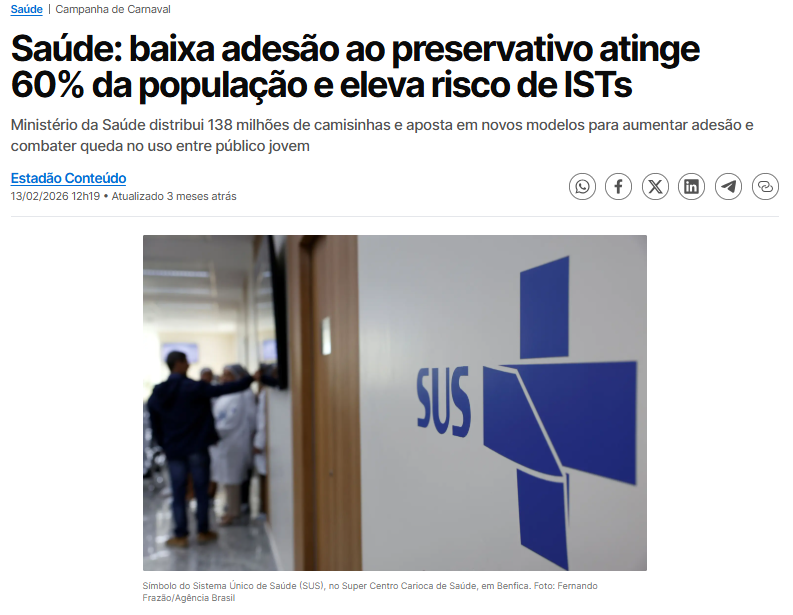 Saúde | Campanha de Carnaval
Saúde: baixa adesão ao preservativo atinge
60% da população e eleva risco de ISTs
Ministério da Saúde distribui 138 milhões de camisinhas e aposta em novos modelos para aumentar adesão e
combater queda no uso entre público jovem
Estadão Conteúdo
13/02/2026 12h19 • Atualizado 3 meses atrás
SUS
Símbolo do Sistema Único de Saúde (SUS), no Super Centro Carioca de Saúde, em Benfica. Foto: Fernando
Frazão/Agência Brasil